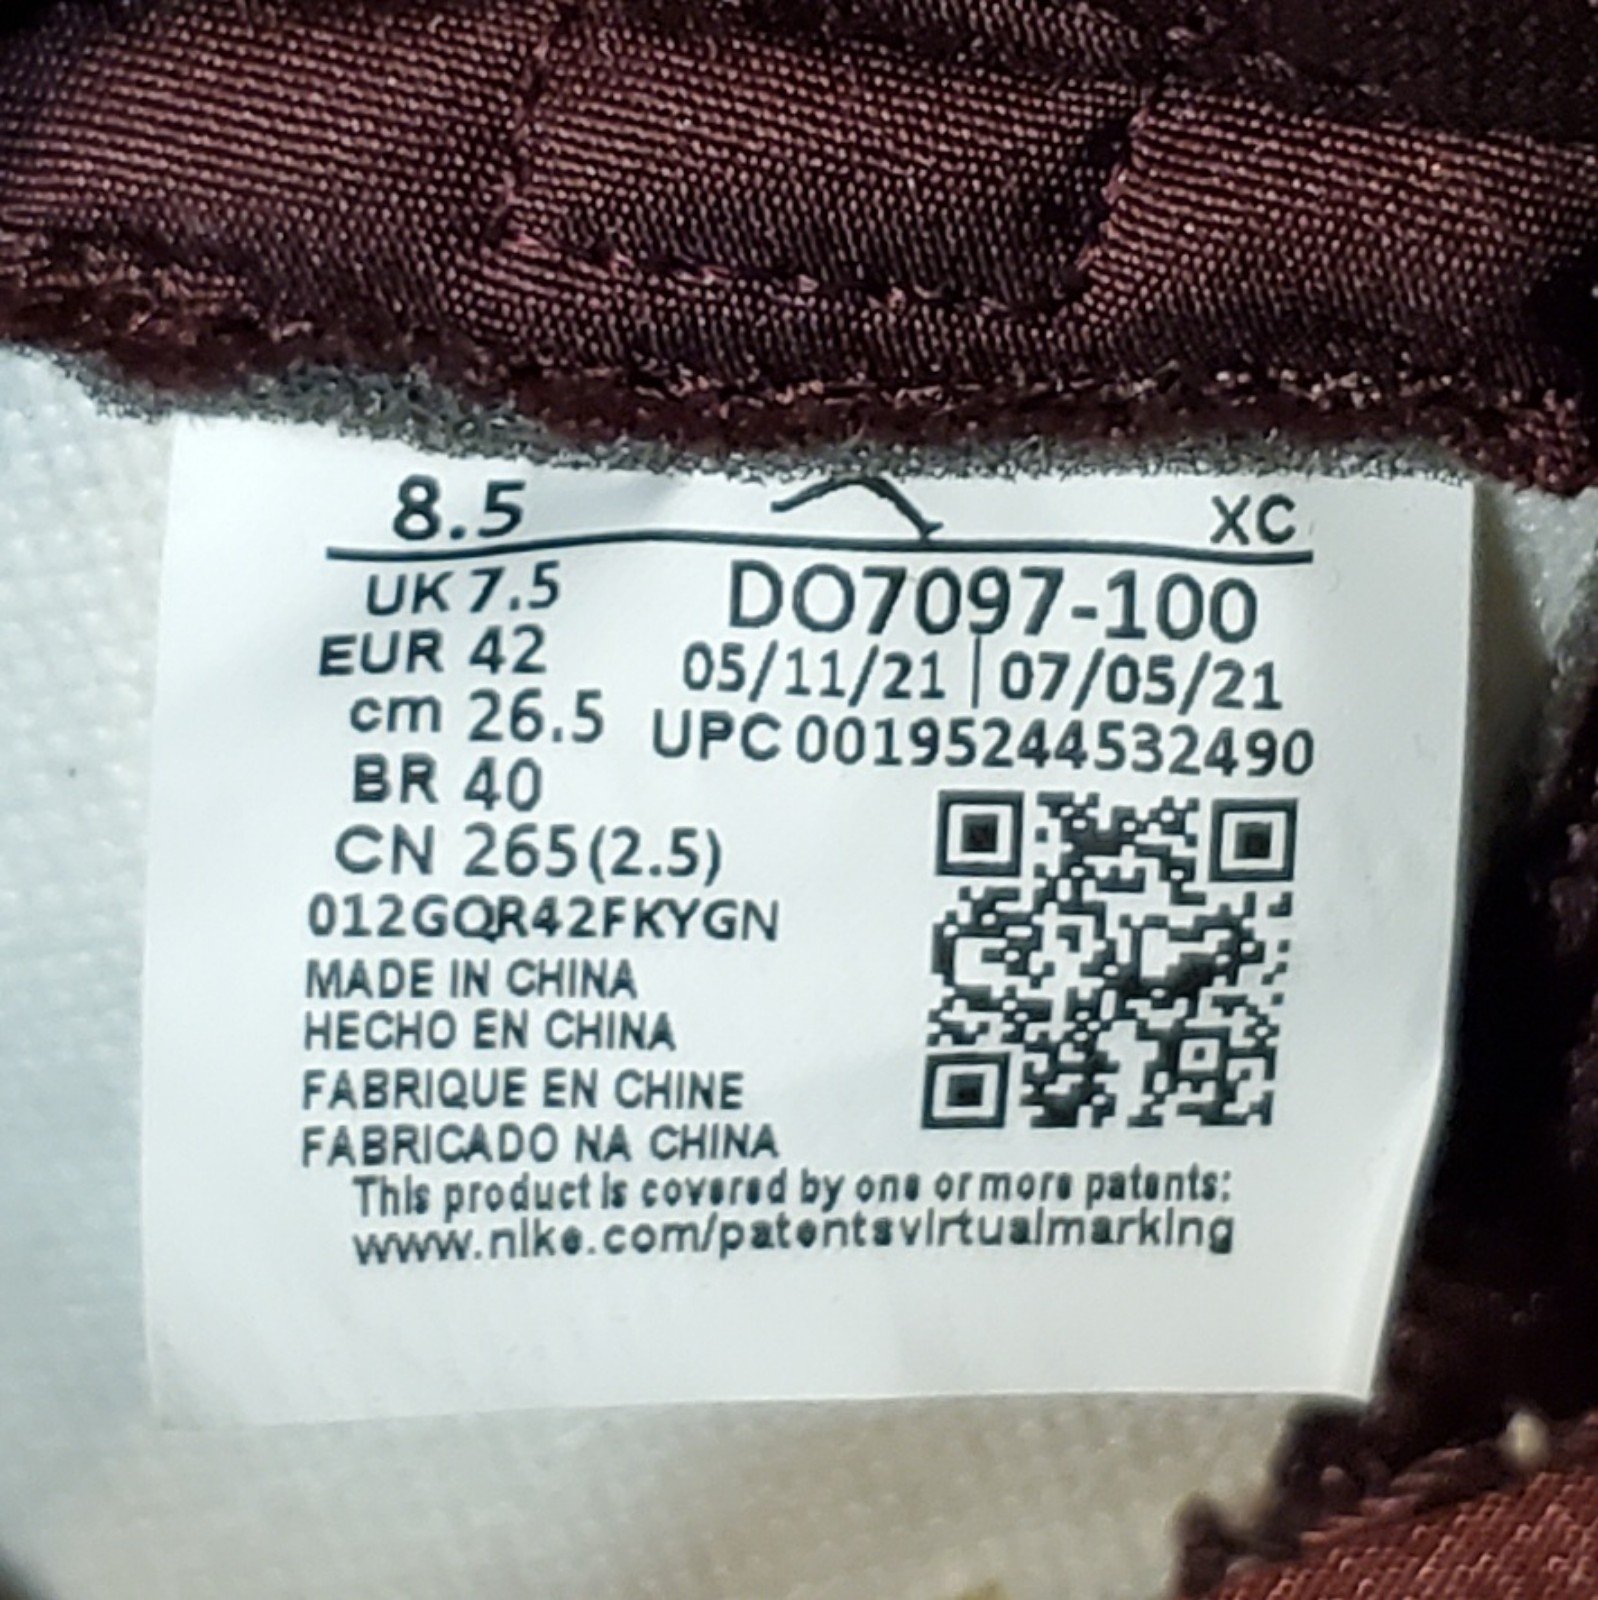 8.5 XC
UK 7.5 DO7097-100
EUR 42 05/11/21 | 07/05/21
cm 26.5 UPC 00195244532490
BR 40
CN 265(2.5)
012GQR42FKYGN
MADE IN CHINA
HECHO EN CHINA
FABRIQUE EN CHINE
FABRICADO NA CHINA
This product is covered by one or more patents:
www.nike.com/patentsvirtualmarking